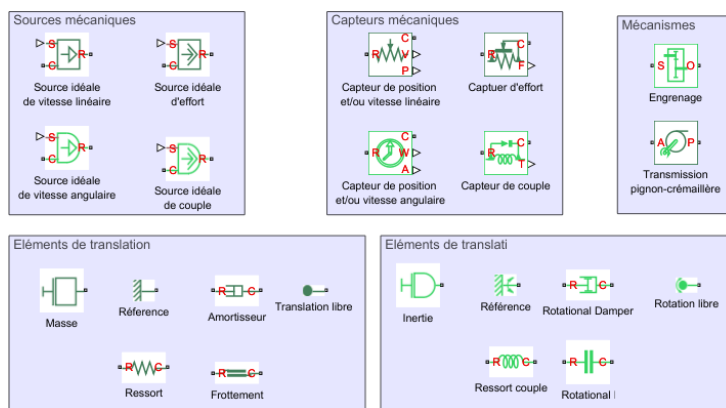 Sources mécaniques
S
R
C
Source idéale
de vitesse linéaire
S
R
C
Source idéale
d'effort
S
R
C
Source idéale
de vitesse angulaire
S
R
C
Source idéale
de couple
Capteurs mécaniques
R
C
V
P
Capteur de position
et/ou vitesse linéaire
R
C
F
Captuer d'effort
R
C
W
A
Capteur de position
et/ou vitesse angulaire
R
C
T
Capteur de couple
Mécanismes
S
O
Engrenage
A
P
Transmission
pignon-crémaillère
Eléments de translation
Masse
Réference
R
C
Amortisseur
Translation libre
R
C
Ressort
R
C
Frottement
Eléments de translati
Inertie
Référence
R
C
Rotational Damper
Rotation libre
R
C
Ressort couple
R
C
Rotational